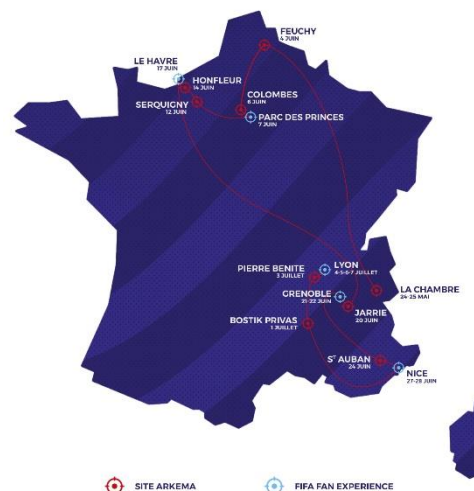 FEUCHY
4 JUIN
LE HAVRE
17 JUIN
HONFLEUR
14 JUIN
SERQUIGNY
12 JUIN
COLOMBES
6 JUIN
PARC DES PRINCES
7 JUIN
LYON
4-5-6-7 JUILLET
PIERRE BENITE
3 JUILLET
GRENOBLE
21-22 JUIN
LA CHAMBRE
24-25 MAI
JARRIE
20 JUIN
BOSTIK PRIVAS
1 JUILLET
ST AUBAN
24 JUIN
NICE
27-28 JUIN
SITE ARKEMA
FIFA FAN EXPERIENCE